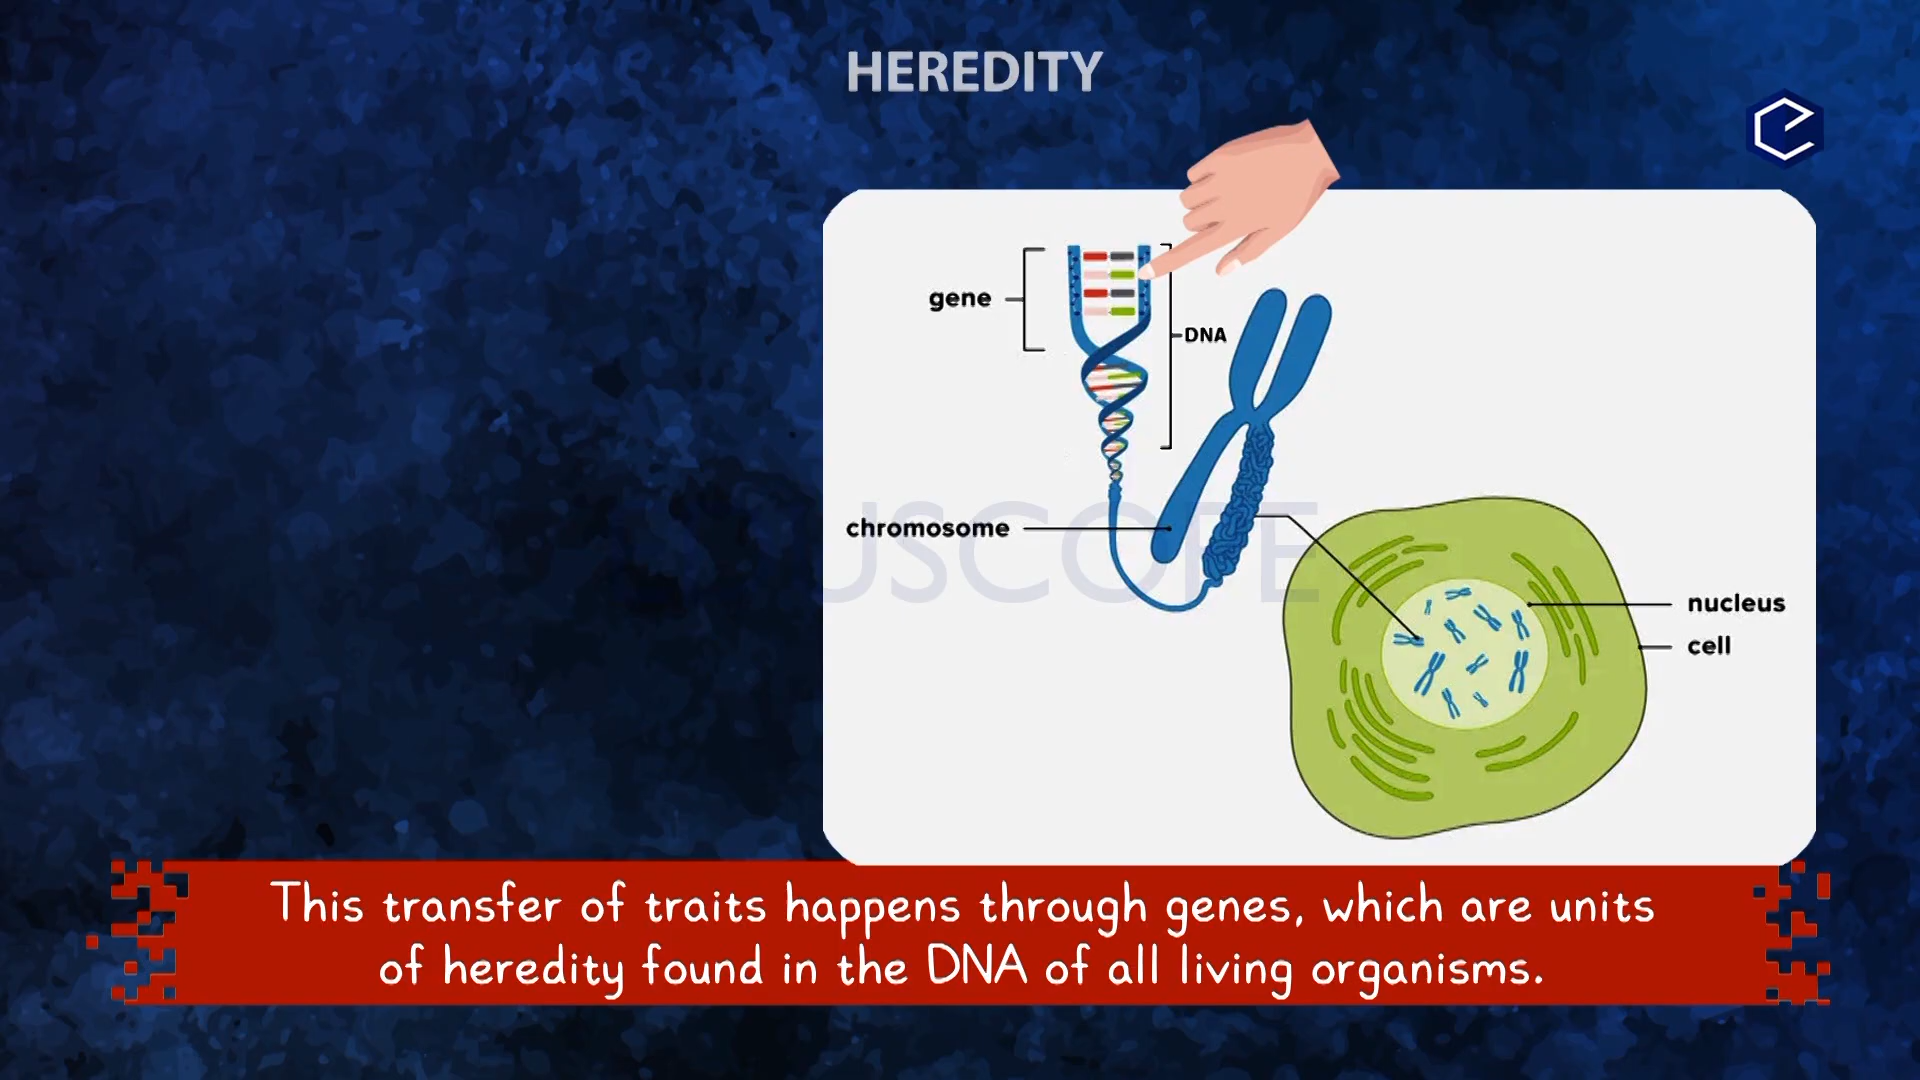 HEREDITY
gene
DNA
chromosome
USCOPE
nucleus
cell
This transfer of traits happens through genes, which are units
of heredity found in the DNA of all living organisms.